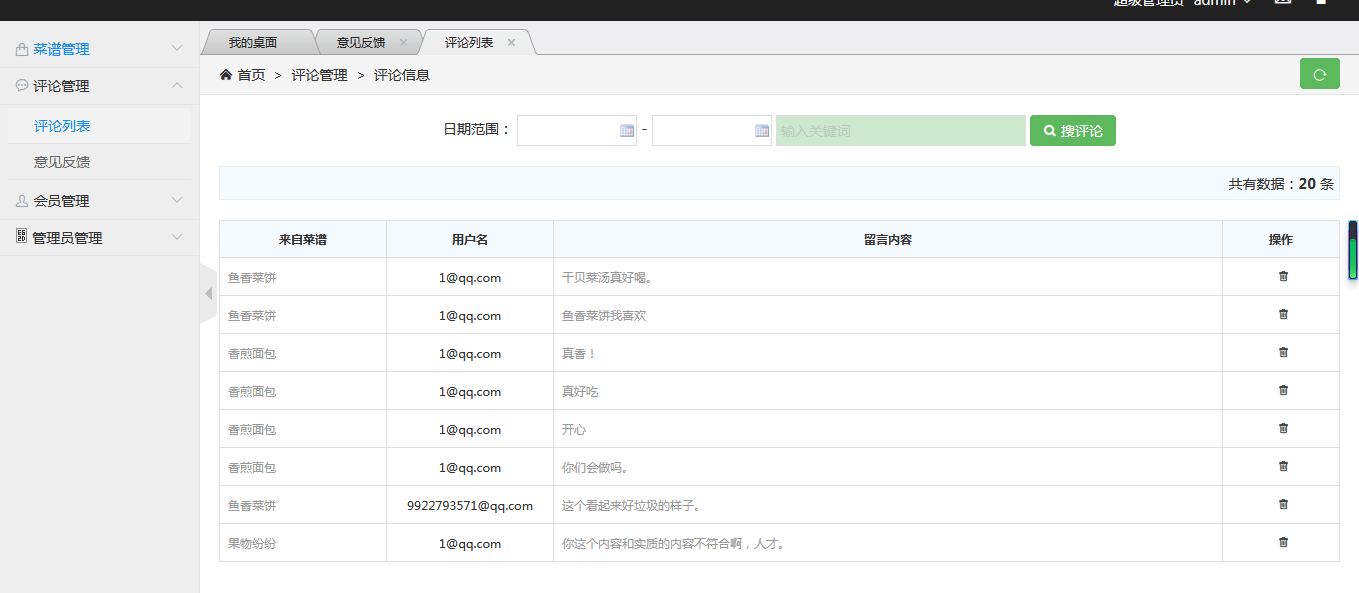 超级管理员 admin
菜谱管理
评论管理
评论列表
意见反馈
会员管理
管理员管理
我的桌面
意见反馈
评论列表
首页 > 评论管理 > 评论信息
日期范围： - 输入关键词 搜评论
共有数据：20 条
来自菜谱 用户名 留言内容 操作
鱼香菜饼 1@qq.com 干贝菜汤真好喝。
鱼香菜饼 1@qq.com 鱼香菜饼我喜欢
香煎面包 1@qq.com 真香！
香煎面包 1@qq.com 真好吃
香煎面包 1@qq.com 开心
香煎面包 1@qq.com 你们会做吗。
鱼香菜饼 9922793571@qq.com 这个看起来好垃圾的样子。
果物纷纷 1@qq.com 你这个内容和实质的内容不符合啊，人才。